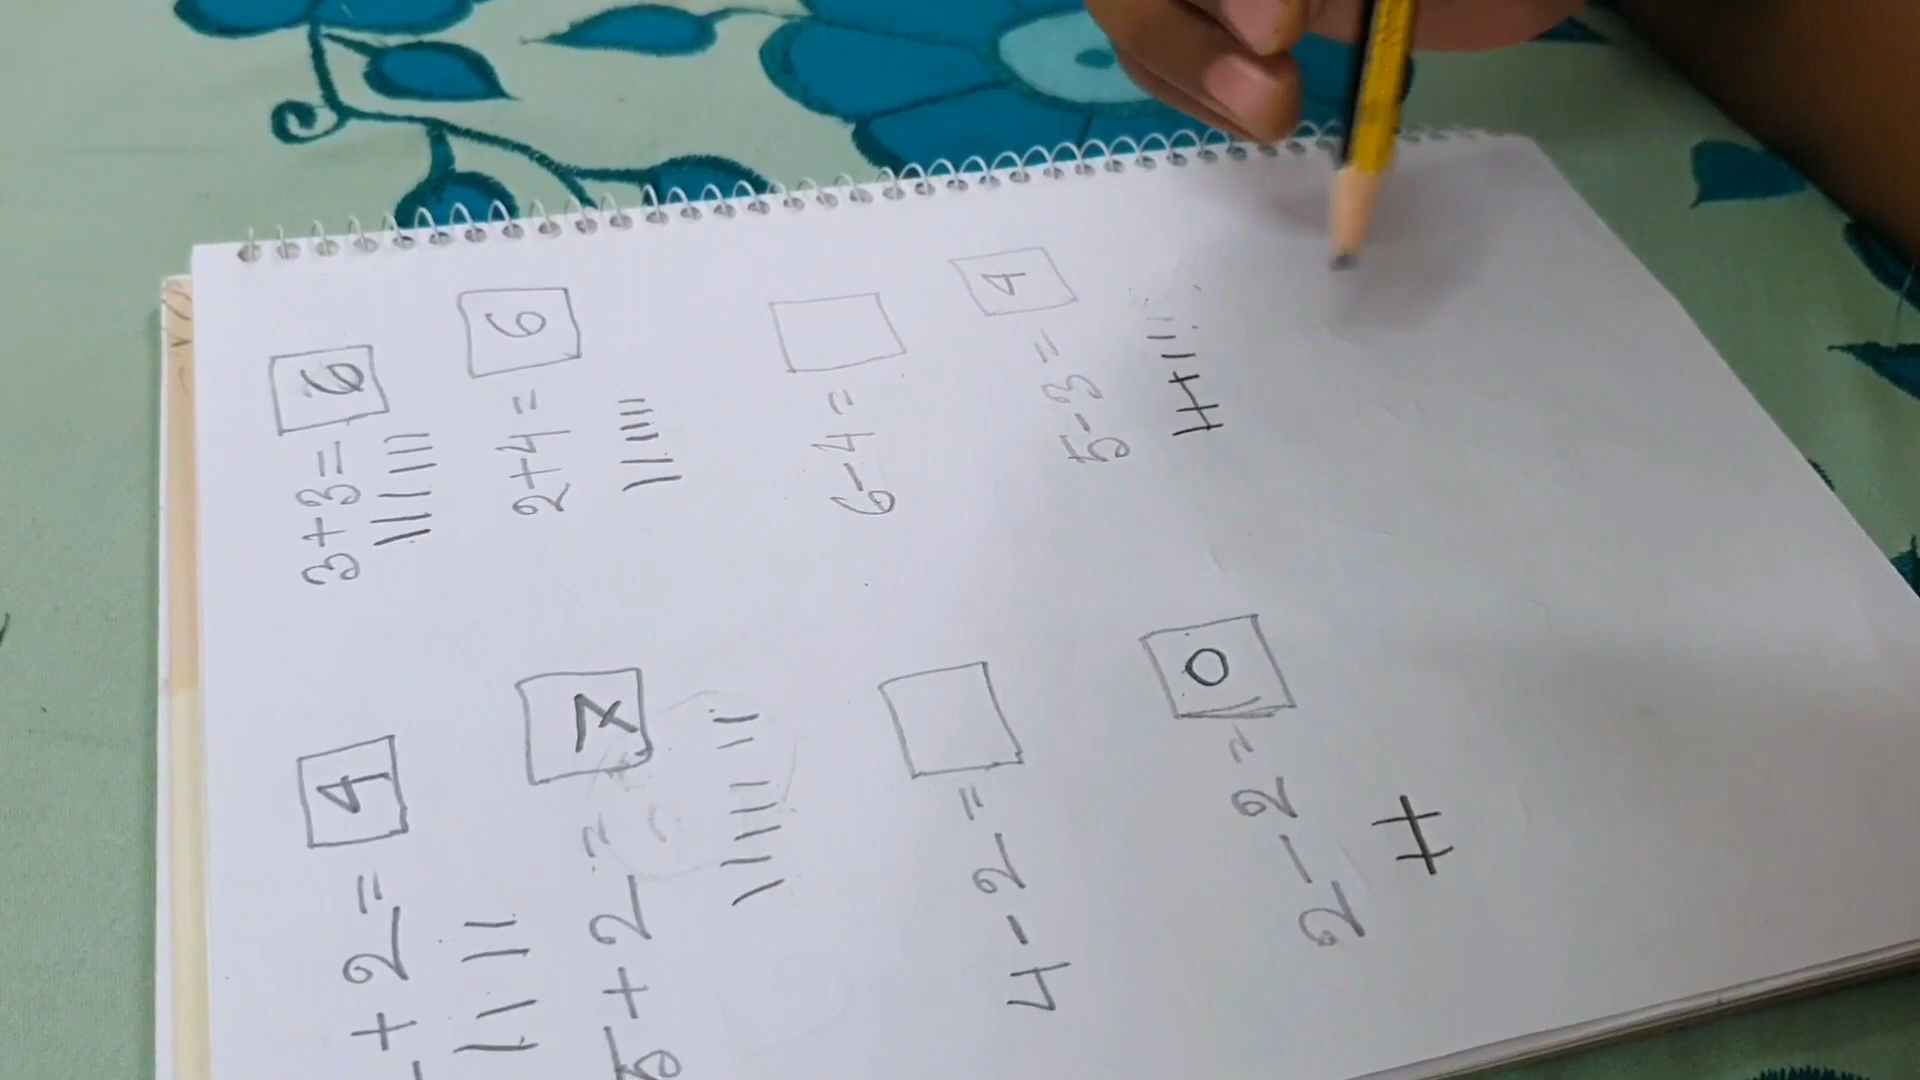 + 2 = 4 3 + 3 = 6
5 + 2 = 7 2 + 4 = 6
4 - 2 = 6 - 4 =
2 - 2 = 0 5 - 3 = 4